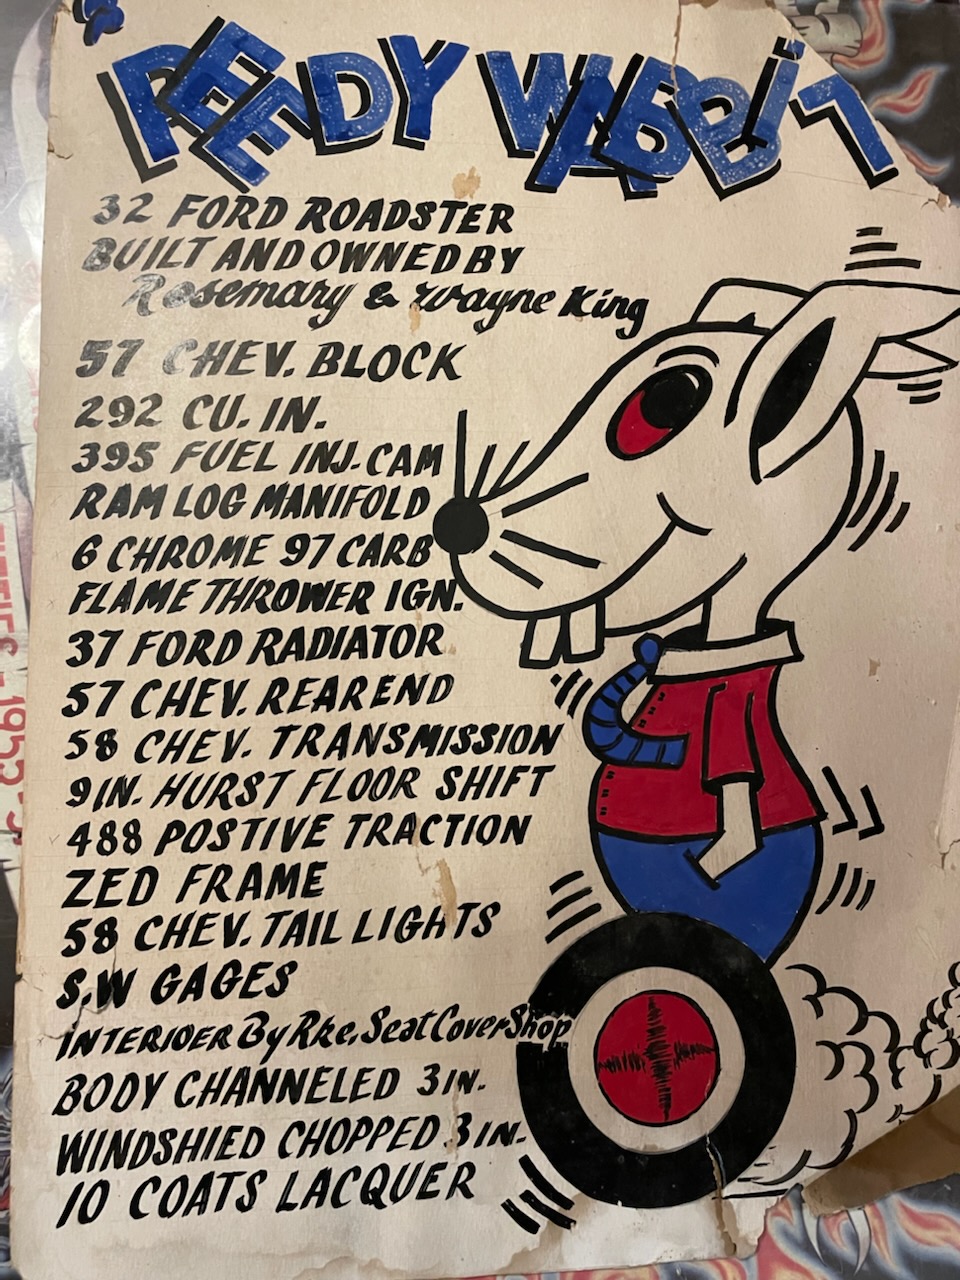 PEEDY WABBiT
32 FORD ROADSTER
BUILT AND OWNED BY
Rosemary & Wayne King
57 CHEV. BLOCK
292 CU. IN.
395 FUEL INJ. CAM
RAM LOG MANIFOLD
6 CHROME 97 CARB
FLAME THROWER IGN.
37 FORD RADIATOR
57 CHEV. REAREND
58 CHEV. TRANSMISSION
9 IN. HURST FLOOR SHIFT
488 POSTIVE TRACTION
ZED FRAME
58 CHEV. TAIL LIGHTS
S.W GAGES
INTERIOER By Rke. Seat Cover Shop
BODY CHANNELED 3 IN.
WINDSHIED CHOPPED 3 IN.
10 COATS LACQUER